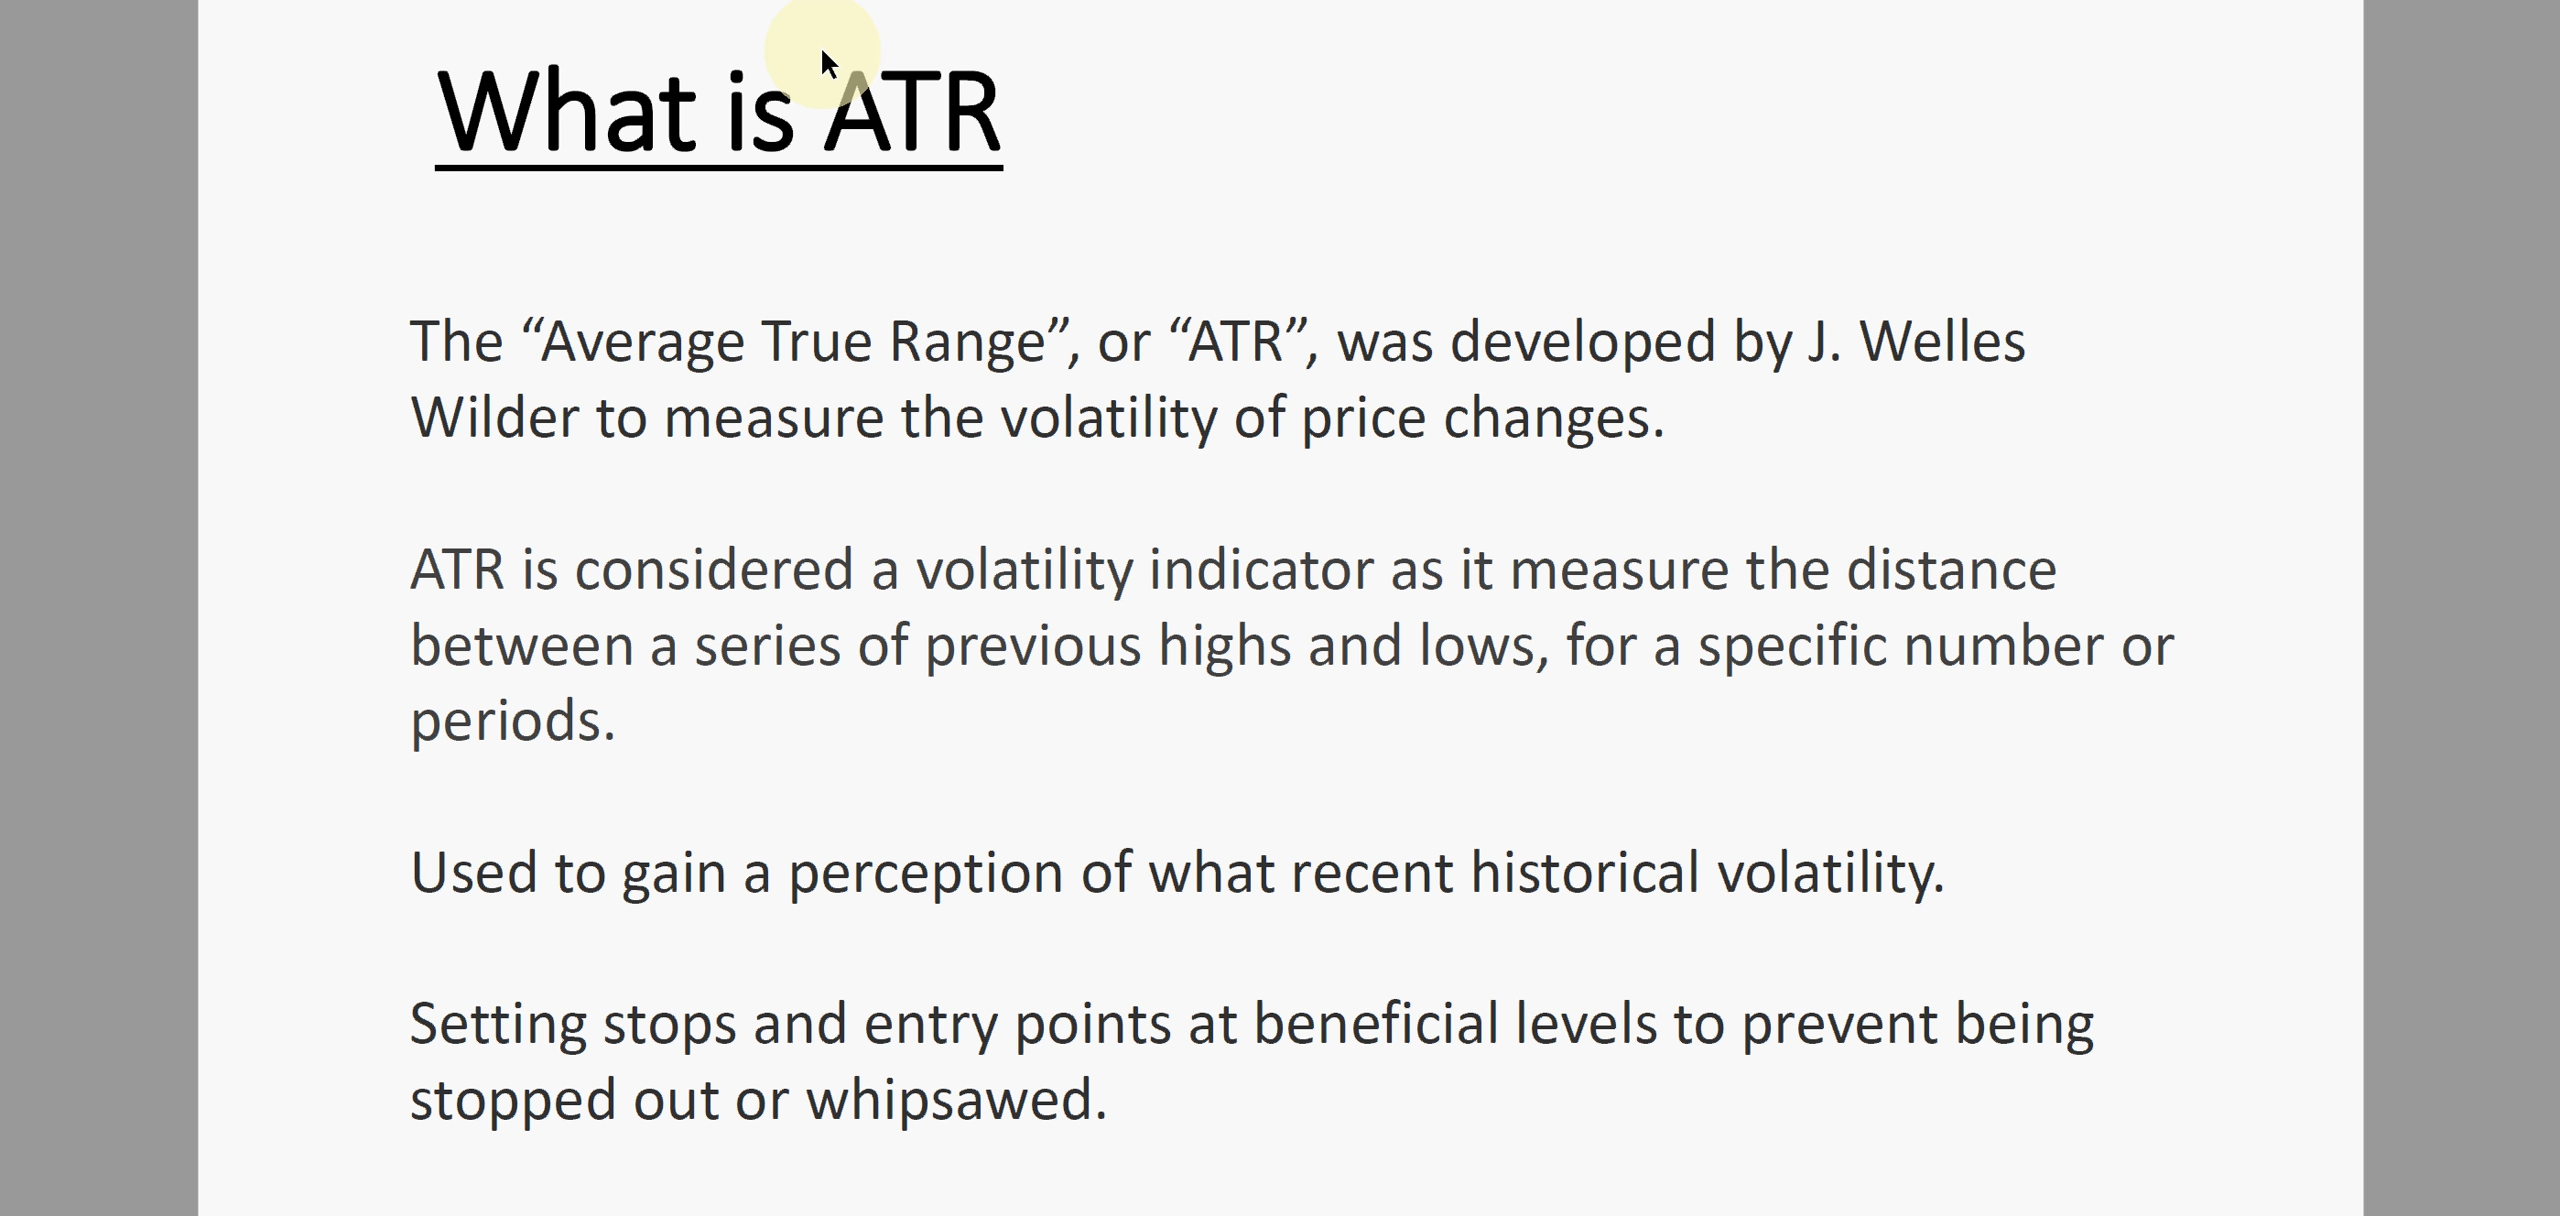 What is ATR
The “Average True Range”, or “ATR”, was developed by J. Welles
Wilder to measure the volatility of price changes.
ATR is considered a volatility indicator as it measure the distance
between a series of previous highs and lows, for a specific number or
periods.
Used to gain a perception of what recent historical volatility.
Setting stops and entry points at beneficial levels to prevent being
stopped out or whipsawed.